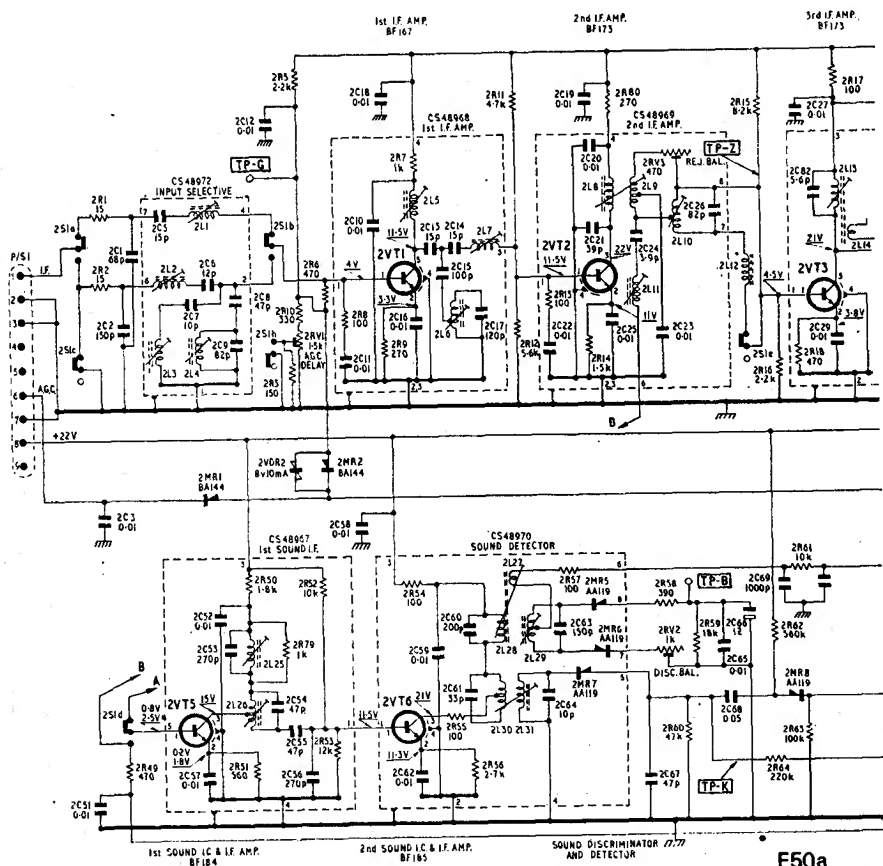 1st I.F. AMP.
BF167
2nd I.F. AMP.
BF173
3rd I.F. AMP.
BF173
2R5
2·2k
2C18
0·01
2R11
4·7k
2C19
0·01
2R80
270
2R15
8·2k
2C27
0·01
2R17
100
2C12
0·01
TP-G
CS48968
1st I.F. AMP.
CS48969
2nd I.F. AMP.
TP-Z
CS48972
INPUT SELECTIVE
2R7
1k
2L5
2C20
0·01
2RV3
470
REJ. BAL.
2L8
2L9
2C82
5·6p
2L13
2S1a
2R1
15
2C5
15p
2L1
2S1b
2C10
0·01
2C13
15p
2C14
15p
2L7
2C21
39p
2C26
82p
2L10
2L14
P/S1
I.F.
2C1
68p
2R6
470
11·5V
4V
2VT1
2C15
100p
2VT2
11·5V
22V
2C24
3·9p
21V
2R2
15
2L2
2C6
12p
2C8
47p
2R8
100
3·3V
2C16
0·01
2L6
2C17
120p
2R13
100
2L11
11V
2L12
4·5V
2VT3
3·8V
2C2
150p
2C7
10p
2C9
82p
2R10
330
2RV1
1·5k
AGC
DELAY
2S1c
2L3
2L4
2S1h
2R3
150
2C11
0·01
2R9
270
2R12
5·6k
2C22
0·01
2R14
1·5k
2C25
0·01
2C23
0·01
2S1e
2R16
2·2k
2R18
470
2C29
0·01
A.G.C.
+22V
B
2MR1
BA144
2VDR2
8v10mA
2MR2
BA144
2C3
0·01
2C58
0·01
CS48967
1st SOUND I.F.
CS48970
SOUND DETECTOR
2R50
1·8k
2R52
10k
2R54
100
2L27
2R57
100
2MR5
AA119
2R58
390
TP-B
2C69
1000p
2R61
10k
2C52
0·01
2C53
270p
2R79
1k
2L25
2C60
200p
2L28
2L29
2C63
150p
2MR6
AA119
2RV2
1k
DISC. BAL.
2R59
18k
2C66
12
2C65
0·01
2R62
560k
2C59
0·01
2MR7
AA119
2MR8
AA119
B
A
2S1d
0·8V
2·5V
2VT5
15V
2L26
2C54
47p
2C55
47p
11·5V
2VT6
21V
2C61
33p
2L30
2L31
2C64
10p
2C68
0·05
2R55
100
2R49
470
0·2V
1·8V
2C57
0·01
2R51
560
2C56
270p
2R53
12k
11·3V
2C62
0·01
2R56
2·7k
2C67
47p
2R60
47k
2R63
100k
2R64
220k
TP-K
2C51
0·01
1st SOUND I.C & I.F. AMP.
BF184
2nd SOUND I.C. & I.F. AMP.
BF185
SOUND DISCRIMINATOR
AND DETECTOR
F50a